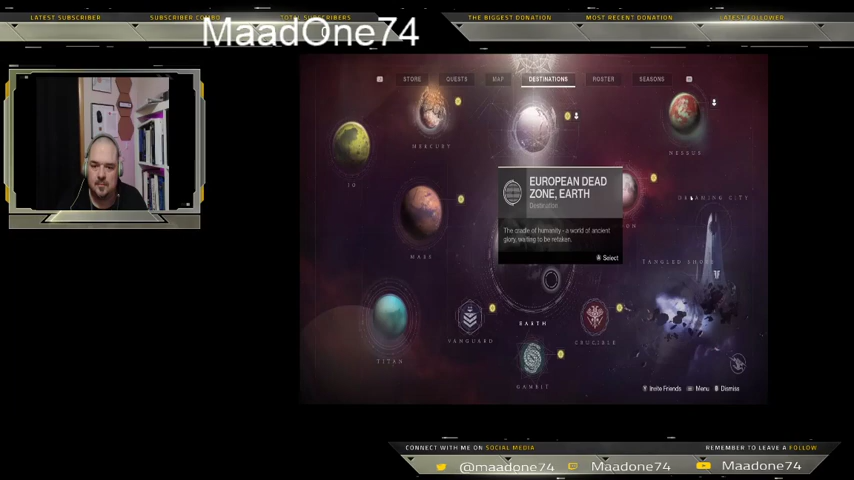 LATEST SUBSCRIBER
SUBSCRIBER COMBO
TOTAL SUBSCRIBERS
THE BIGGEST DONATION
MOST RECENT DONATION
LATEST FOLLOWER
MaadOne74
STORE
QUESTS
MAP
DESTINATIONS
ROSTER
SEASONS
MERCURY
IO
NESSUS
EUROPEAN DEAD
ZONE, EARTH
Destination
DREAMING CITY
The cradle of humanity - a world of ancient
glory, waiting to be retaken.
MARS
Select
TANGLED SHORE
EARTH
VANGUARD
CRUCIBLE
TITAN
GAMBIT
Invite Friends
Menu
Dismiss
CONNECT WITH ME ON SOCIAL MEDIA
REMEMBER TO LEAVE A FOLLOW
@maadone74
Maadone74
Maadone74